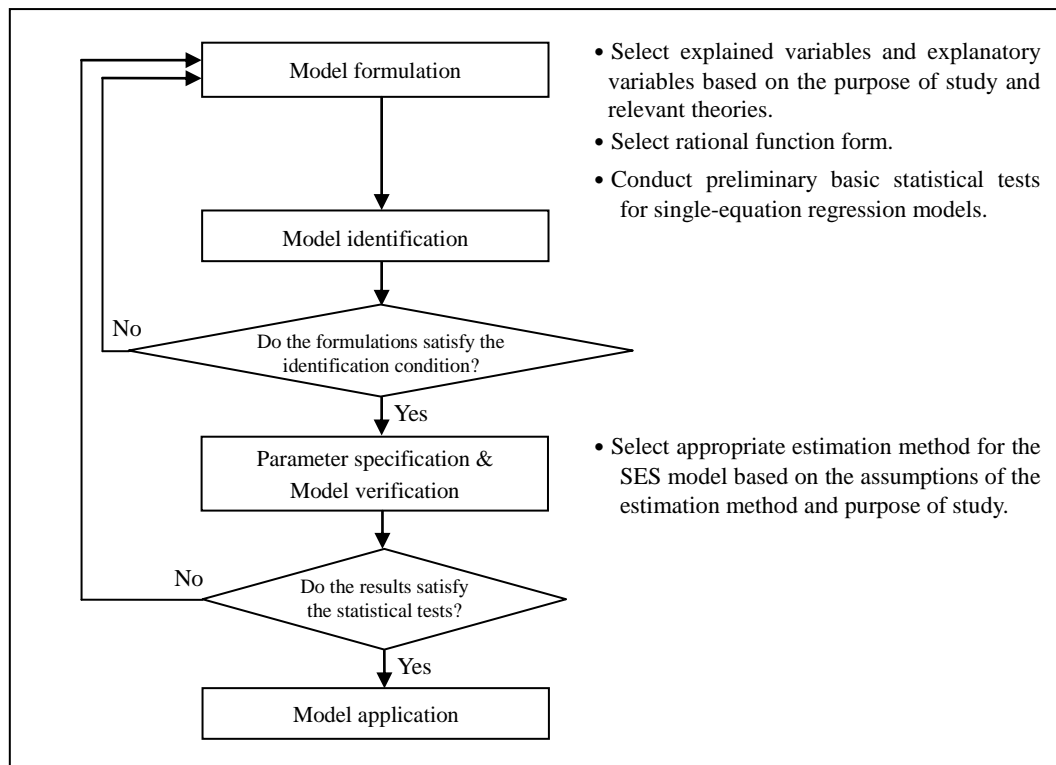 Model formulation
• Select explained variables and explanatory
variables based on the purpose of study and
relevant theories.
• Select rational function form.
• Conduct preliminary basic statistical tests
for single-equation regression models.
Model identification
No
Do the formulations satisfy the
identification condition?
Yes
Parameter specification &
Model verification
• Select appropriate estimation method for the
SES model based on the assumptions of the
estimation method and purpose of study.
No
Do the results satisfy
the statistical tests?
Yes
Model application